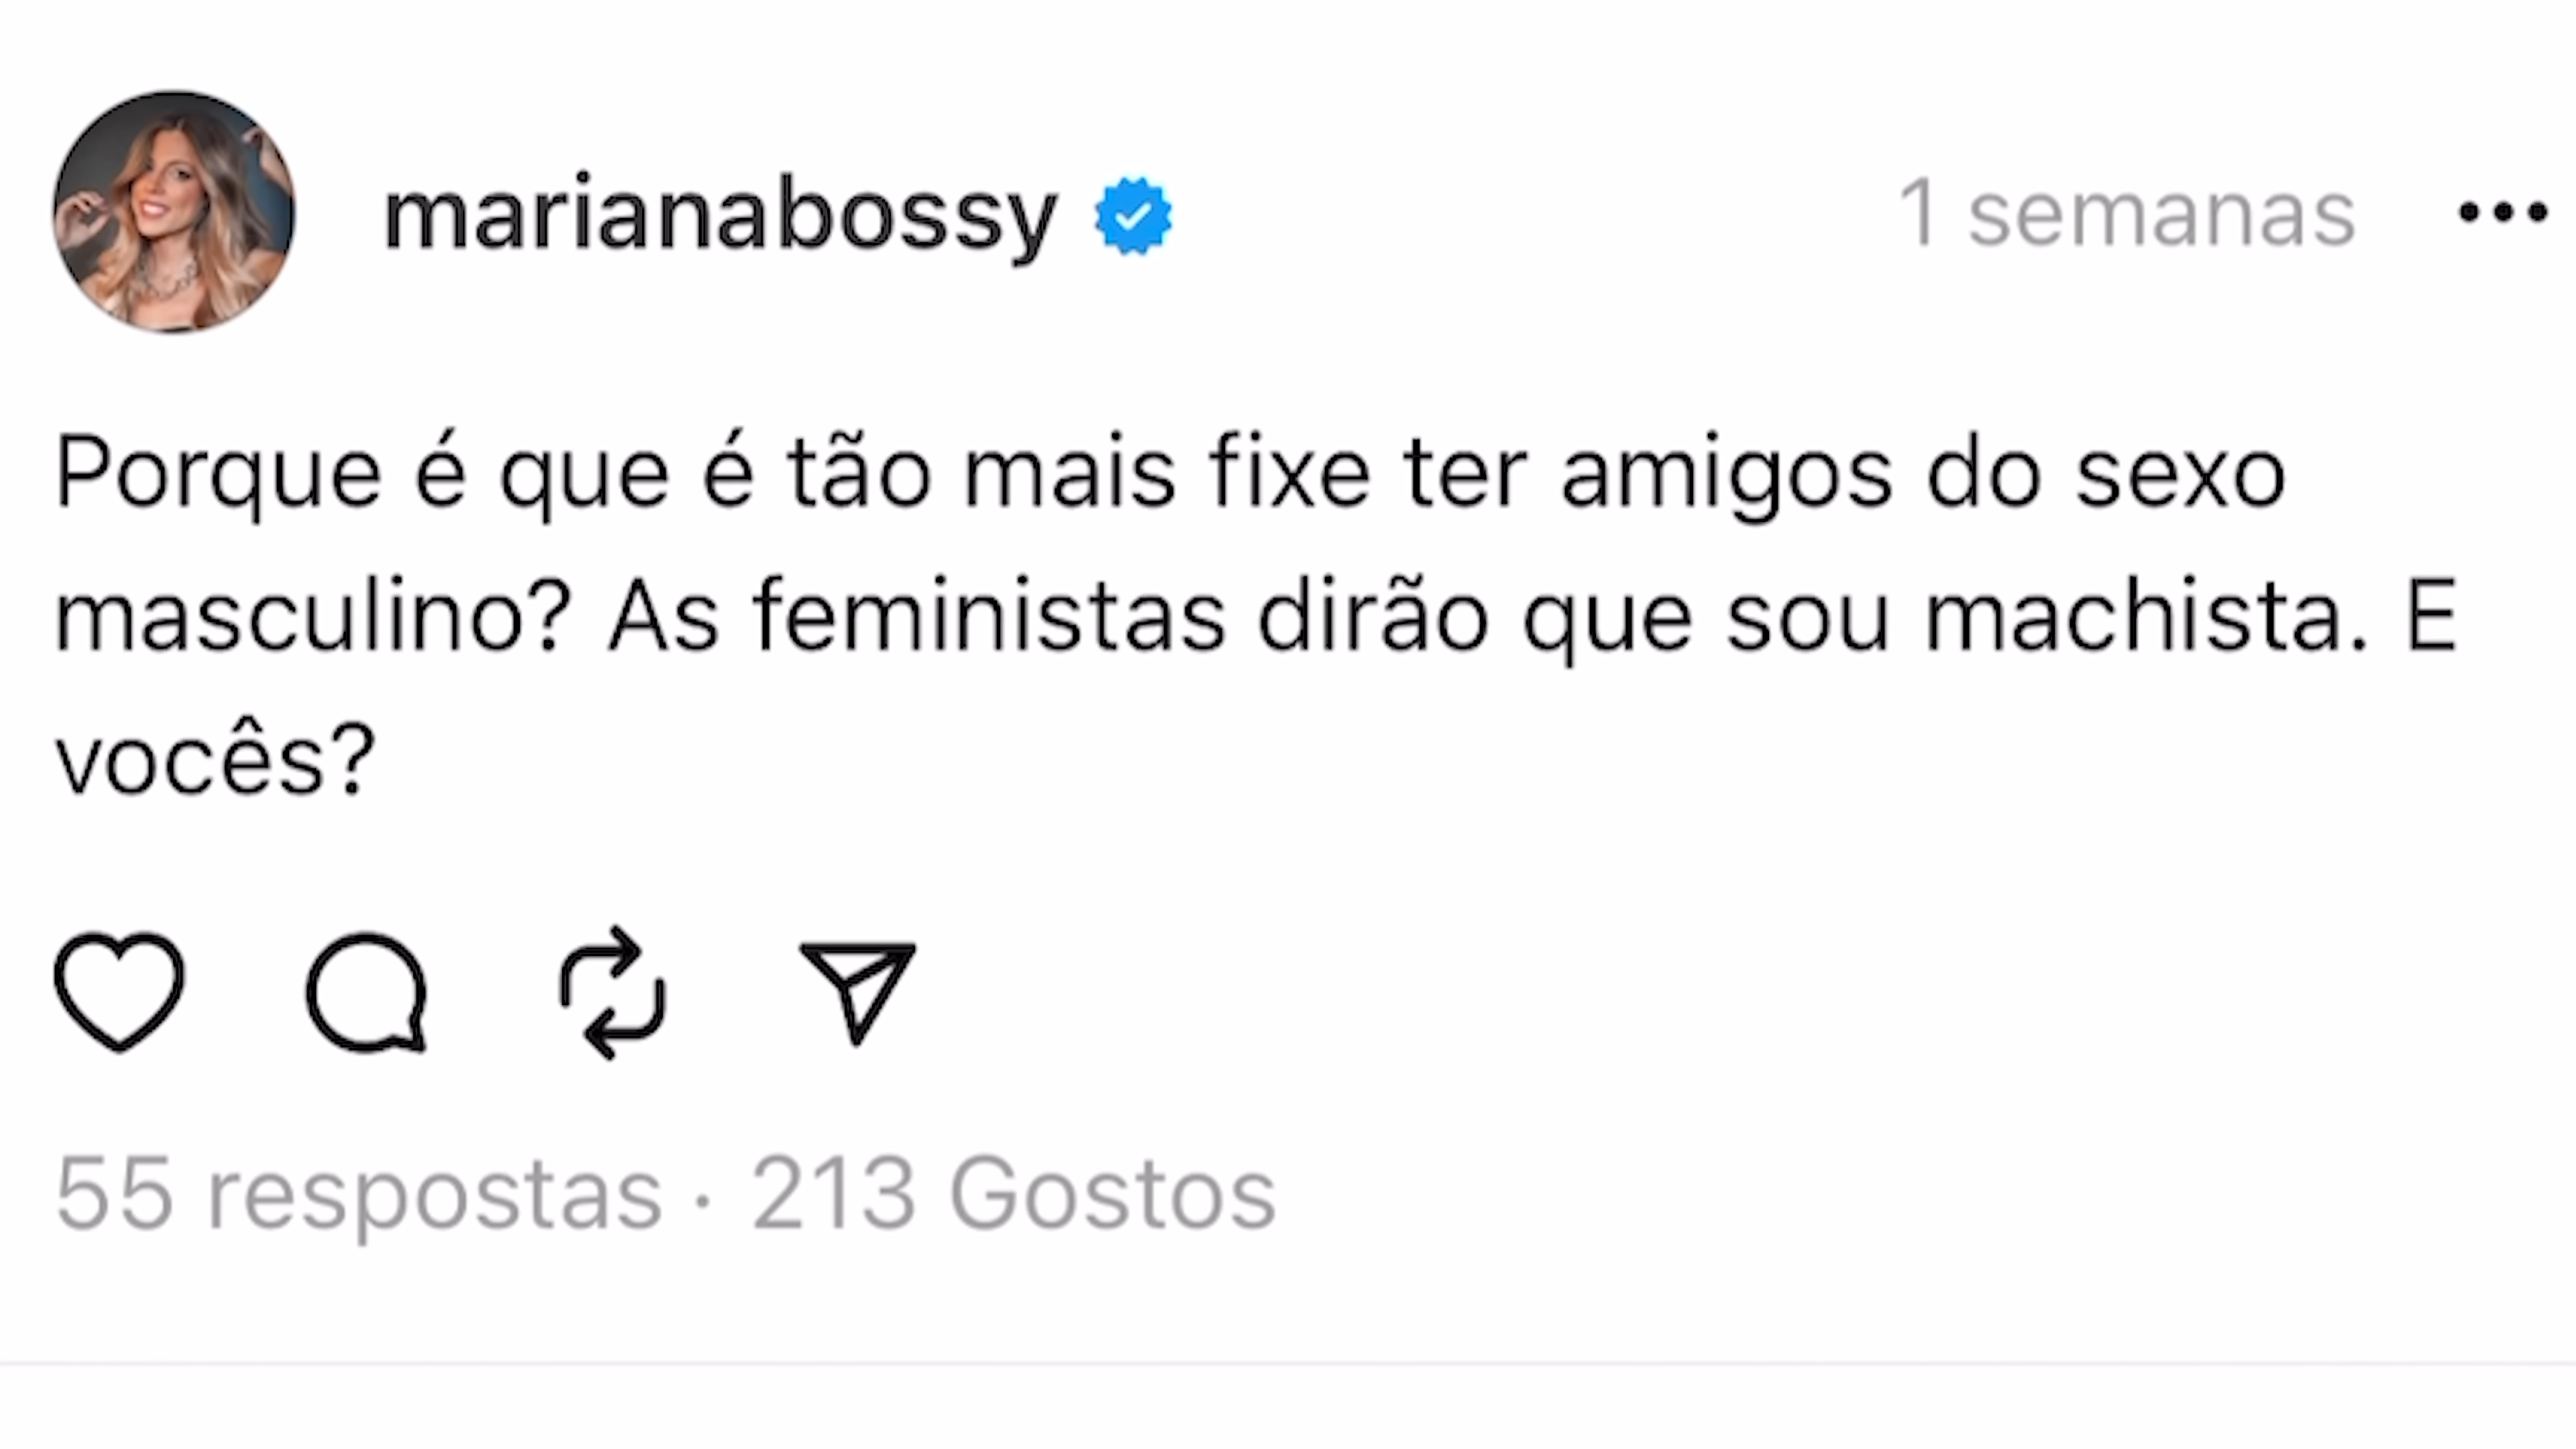 marianabossy
1 semanas
Porque é que é tão mais fixe ter amigos do sexo
masculino? As feministas dirão que sou machista. E
vocês?
55 respostas · 213 Gostos